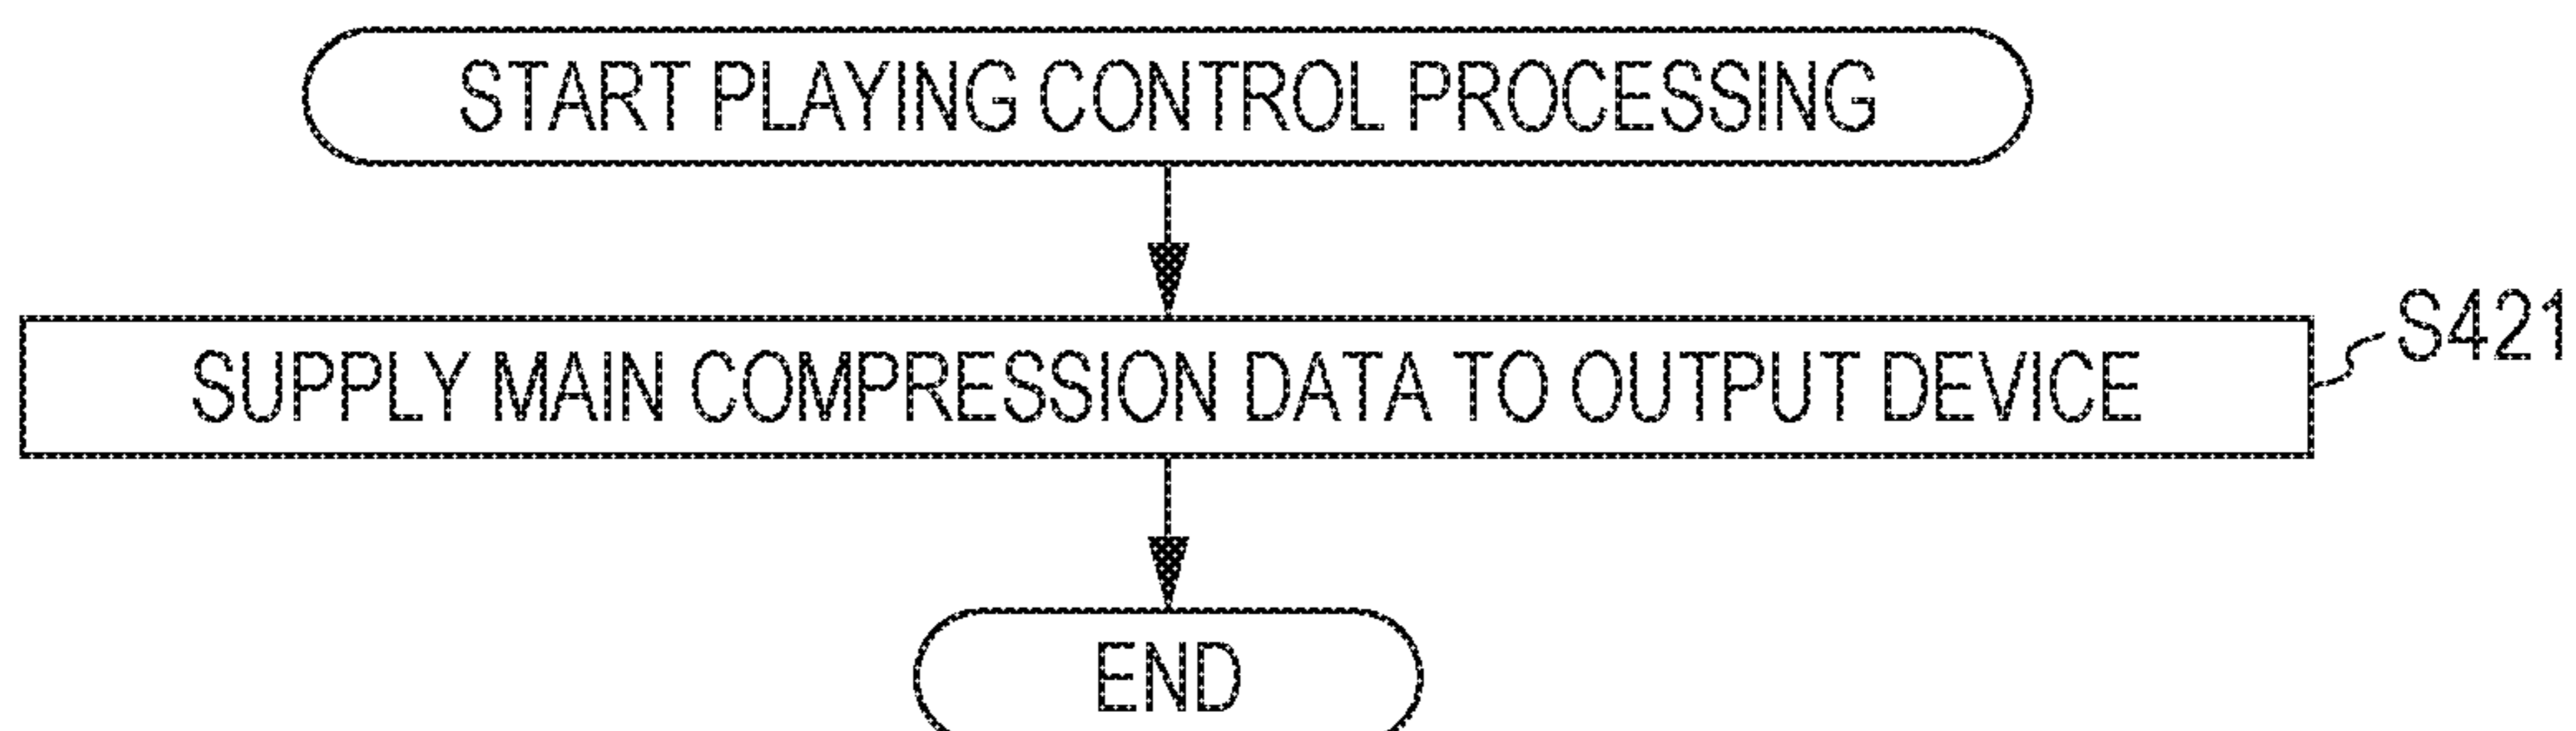 START PLAYING CONTROL PROCESSING
SUPPLY MAIN COMPRESSION DATA TO OUTPUT DEVICE
S421
END